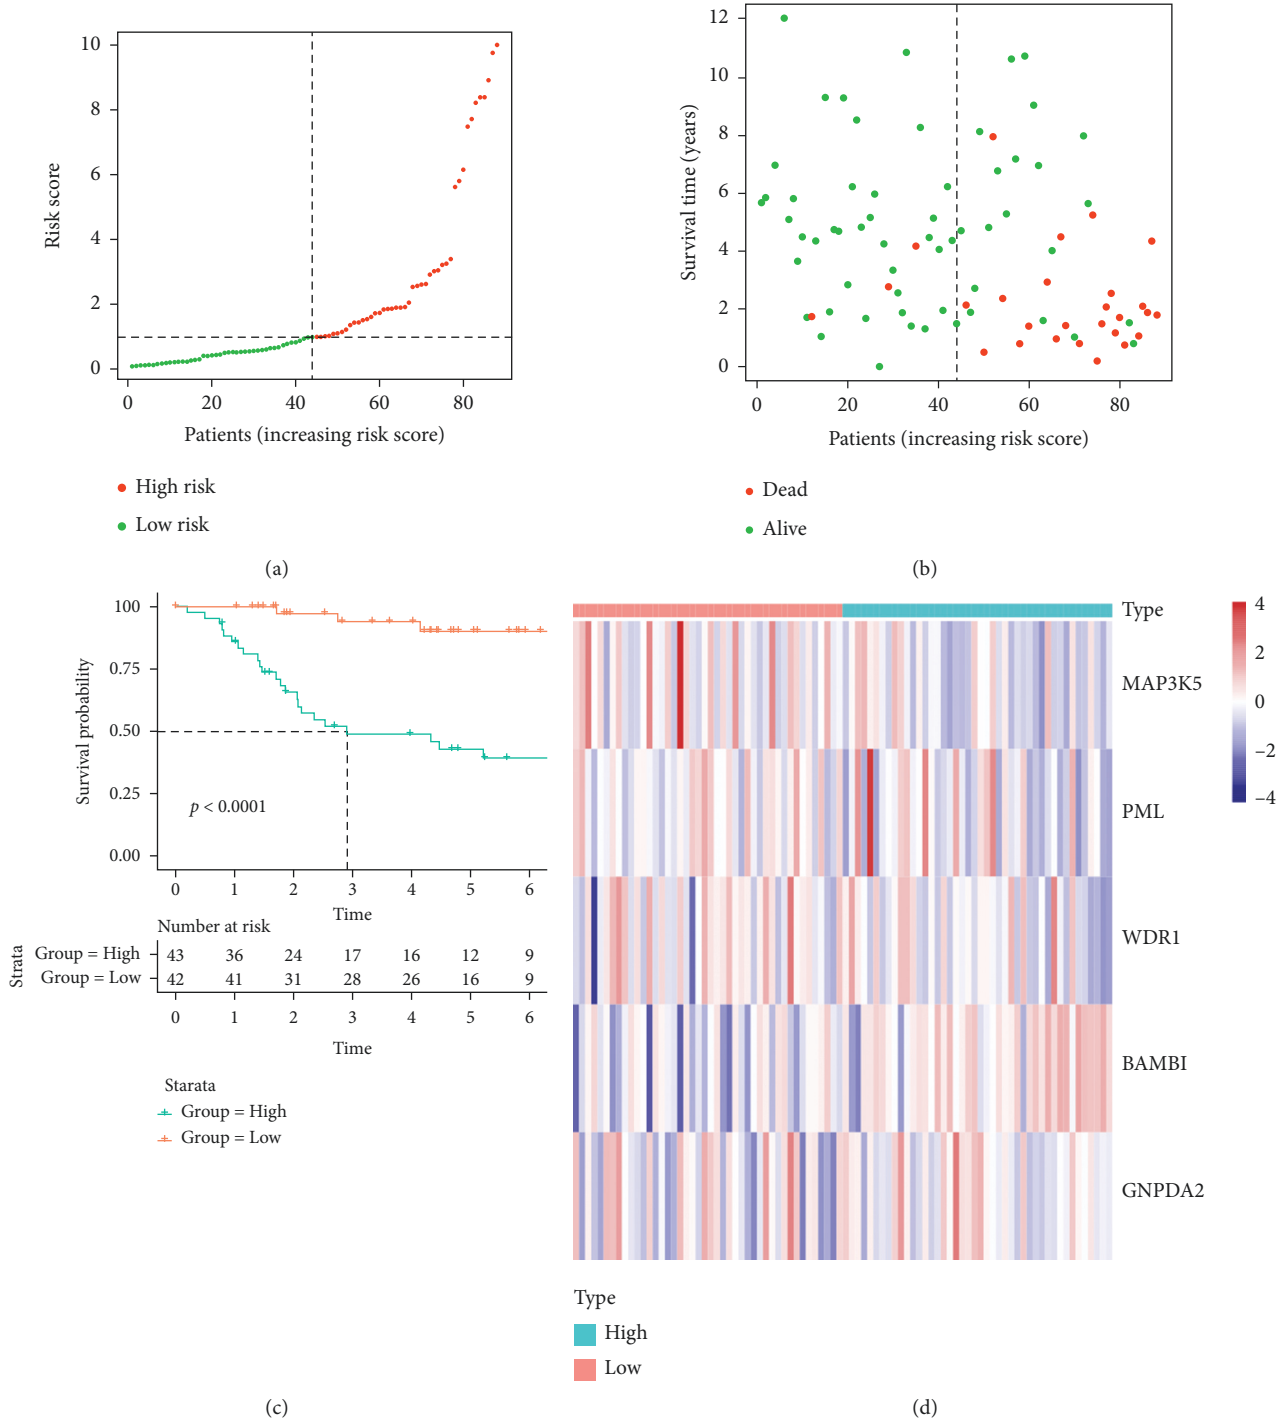 10
8
6
4
2
0
Risk score
0 20 40 60 80
Patients (increasing risk score)
High risk
Low risk
(a)
12
10
8
6
4
2
0
Survival time (years)
0 20 40 60 80
Patients (increasing risk score)
Dead
Alive
(b)
100
0.75
0.50
0.25
0.00
Survival probability
p < 0.0001
0 1 2 3 4 5 6
Time
Number at risk
Strata
Group = High 43 36 24 17 16 12 9
Group = Low 42 41 31 28 26 16 9
0 1 2 3 4 5 6
Time
Starata
Group = High
Group = Low
(c)
Type
MAP3K5
PML
WDR1
BAMBI
GNPDA2
4
2
0
−2
−4
Type
High
Low
(d)